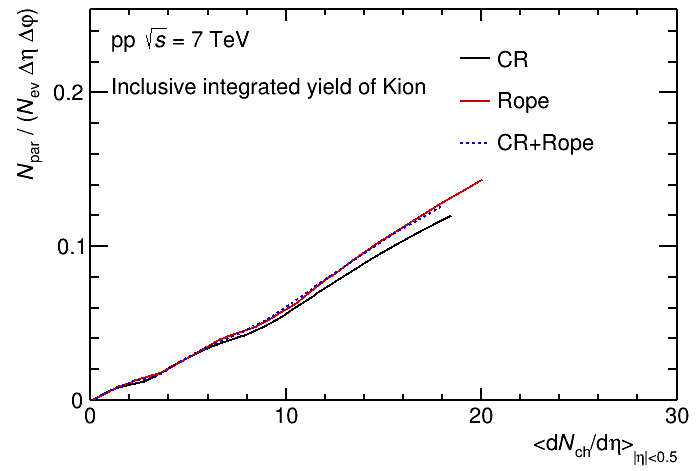 N_par / (N_ev Δη Δφ)
pp √s = 7 TeV
Inclusive integrated yield of Kion
CR
Rope
CR+Rope
0.2
0.1
0
0 10 20 30
<dN_ch/dη>_|η|<0.5